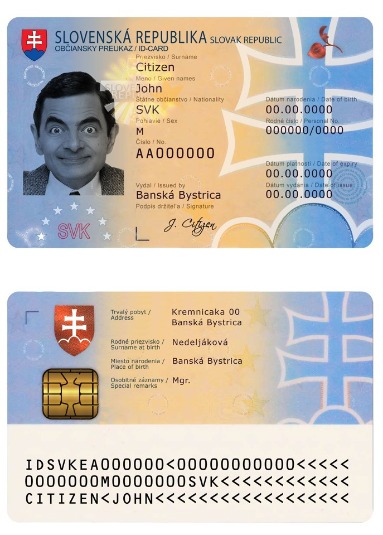 SLOVENSKÁ REPUBLIKA SLOVAK REPUBLIC
OBČIANSKY PREUKAZ / ID-CARD
Priezvisko / Surname
Citizen
Meno / Given names
John
Štátne občianstvo / Nationality
SVK
Pohlavie / Sex
M
Číslo / No.
AA000000
Dátum narodenia / Date of birth
00.00.0000
Rodné číslo / Personal No.
000000/0000
Dátum platnosti / Date of expiry
00.00.0000
Dátum vydania / Date of issue
00.00.0000
Vydal / Issued by
Banská Bystrica
Podpis držiteľa / Signature
J. Citizen
SVK
Trvalý pobyt / Kremnicaka 00
Address Banská Bystrica
Rodné priezvisko / Nedeljáková
Surname at birth
Miesto narodenia / Banská Bystrica
Place of birth
Osobitné záznamy / Mgr.
Special remarks
IDSVKEA000000<00000000000<<<<<
0000000M0000000SVK<<<<<<<<<<<
CITIZEN<JOHN<<<<<<<<<<<<<<<<<